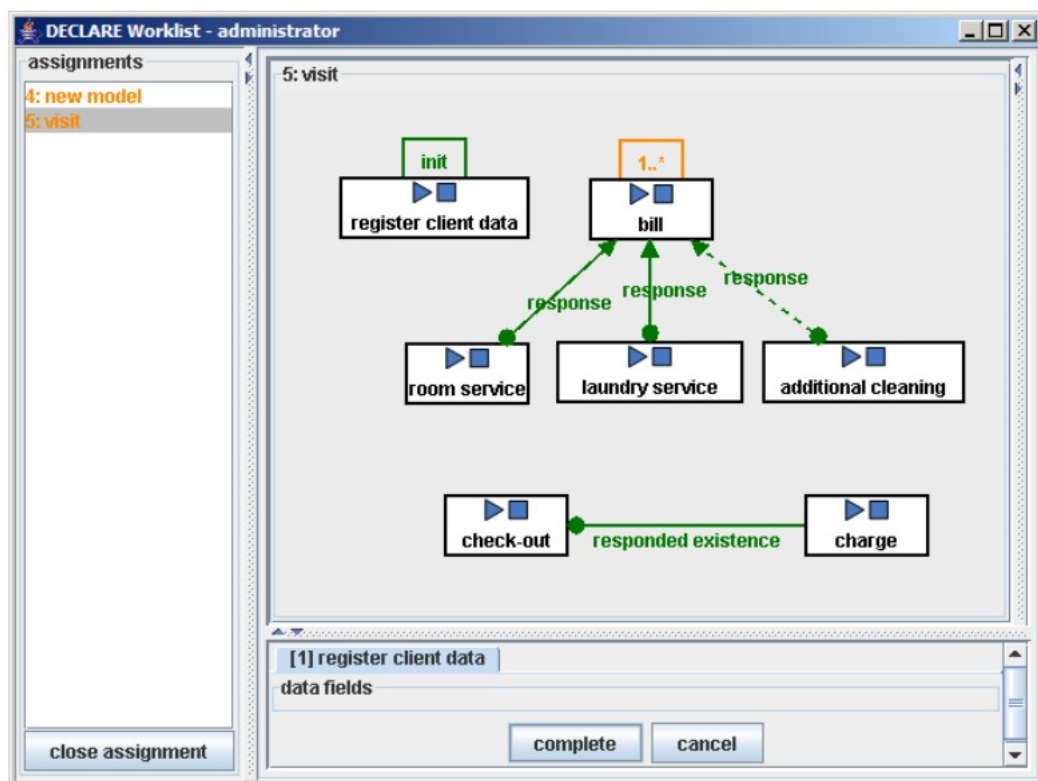 DECLARE Worklist - administrator
assignments
4: new model
5: visit
close assignment
5: visit
init
1..*
register client data
bill
response
response
response
room service
laundry service
additional cleaning
check-out
responded existence
charge
[1] register client data
data fields
complete
cancel